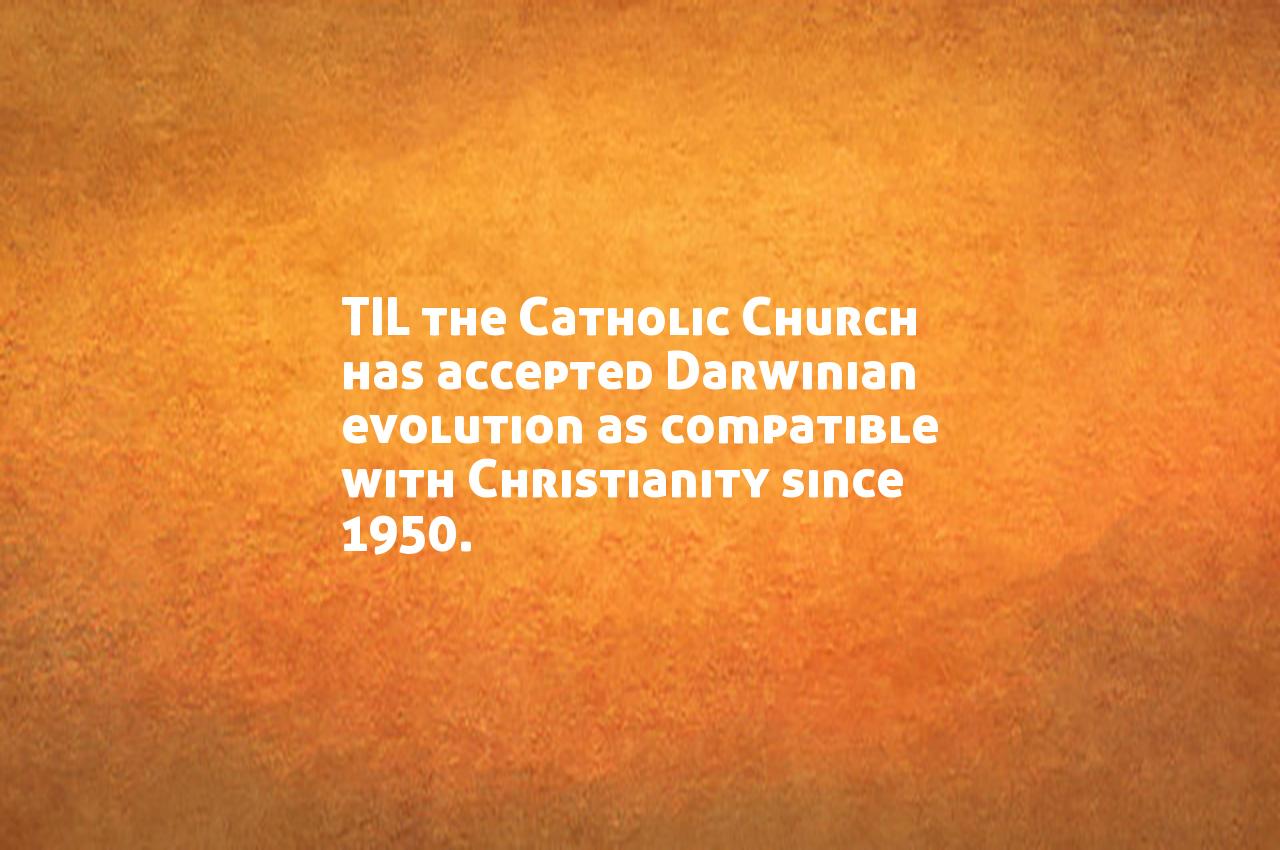 TIL the Catholic Church
has accepted Darwinian
evolution as compatible
with Christianity since
1950.